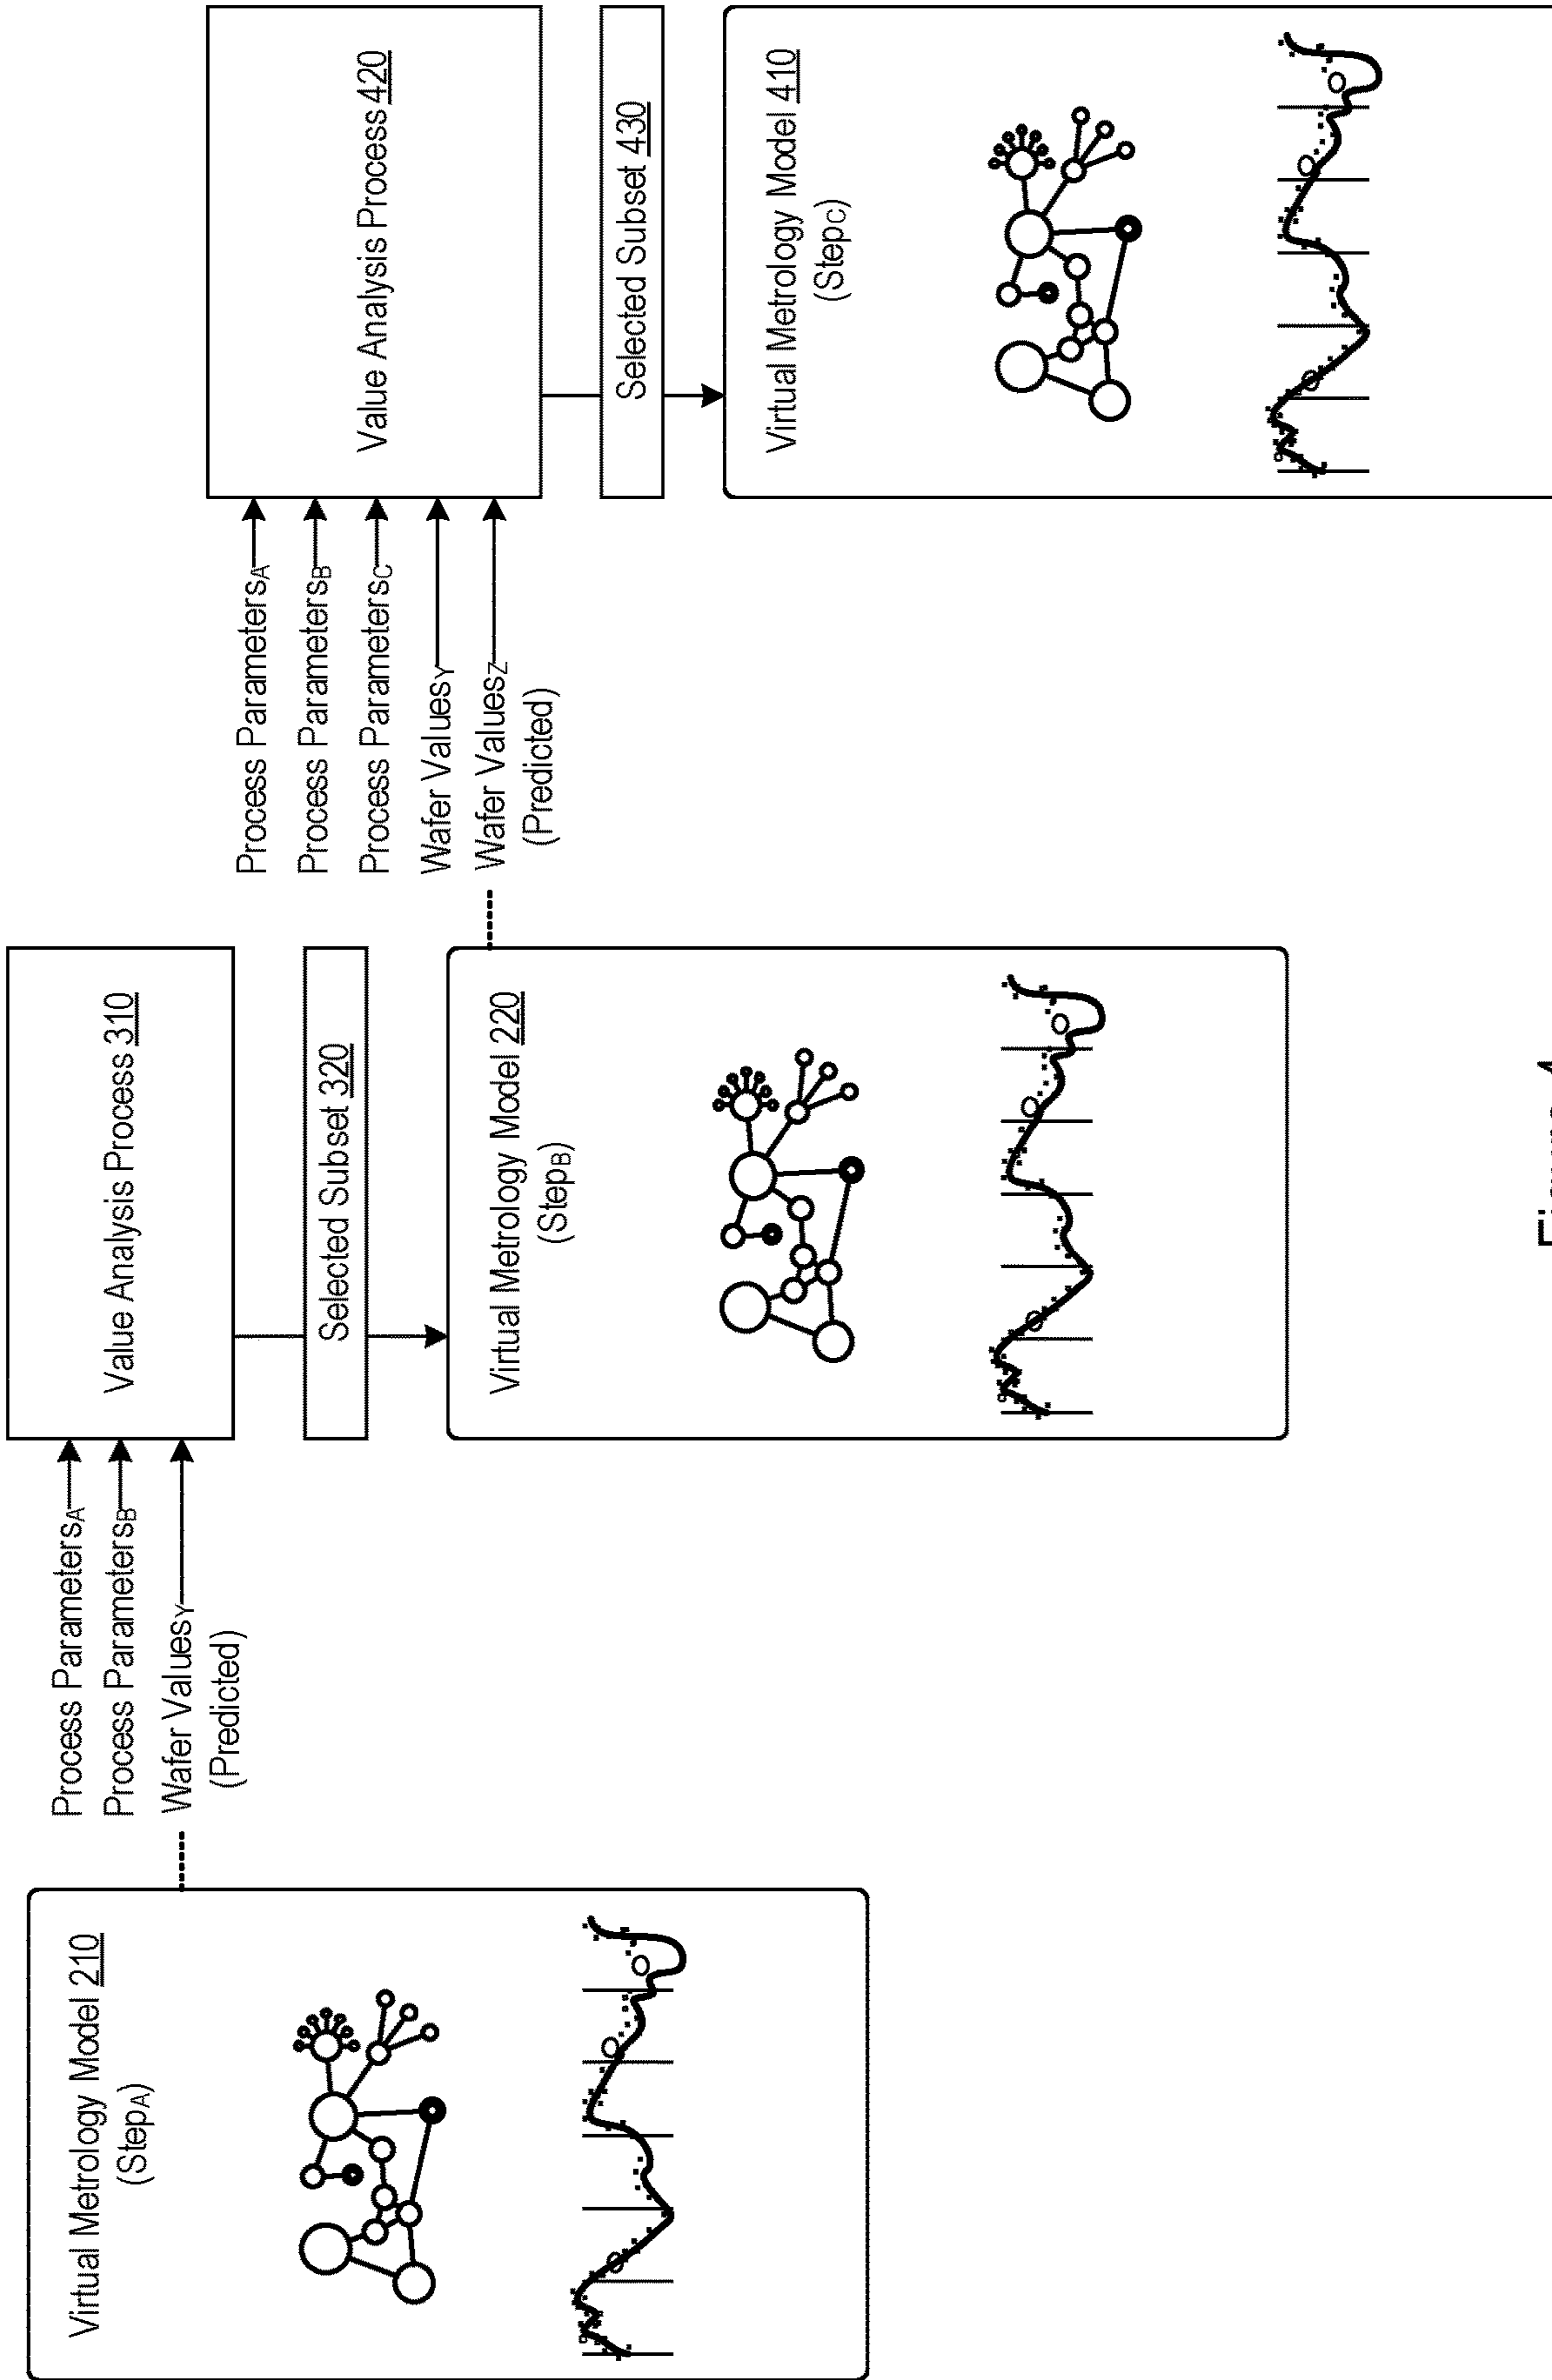 Virtual Metrology Model 210
(StepA)
Process ParametersA
Process ParametersB
Wafer ValuesY
(Predicted)
Value Analysis Process 310
Selected Subset 320
Virtual Metrology Model 220
(StepB)
Process ParametersA
Process ParametersB
Process ParametersC
Wafer ValuesY
Wafer ValuesZ
(Predicted)
Value Analysis Process 420
Selected Subset 430
Virtual Metrology Model 410
(StepC)
Figure 4